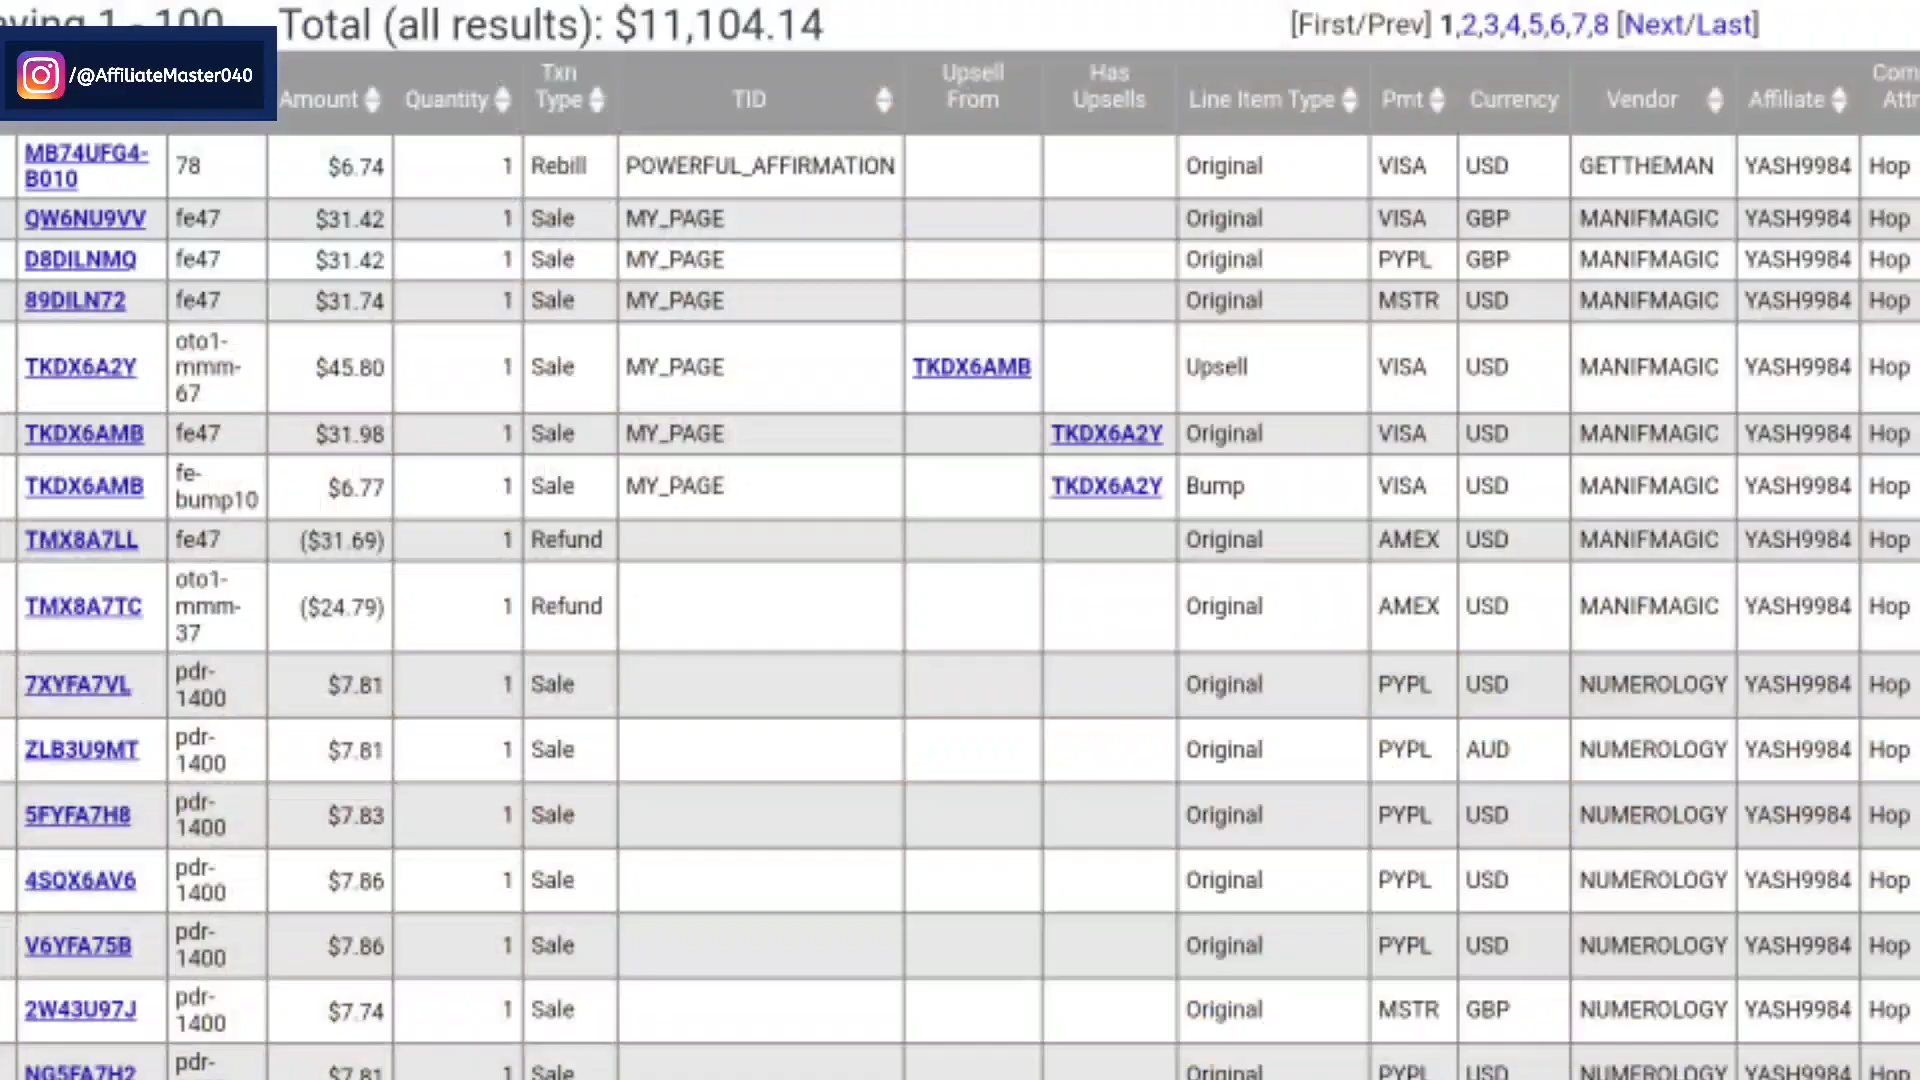 Total (all results): $11,104.14 [First/Prev] 1,2,3,4,5,6,7,8 [Next/Last]
/@AffiliateMaster040
Amount Quantity Txn Type TID Upsell From Has Upsells Line Item Type Pmt Currency Vendor Affiliate
MB74UFG4-B010 78 $6.74 1 Rebill POWERFUL_AFFIRMATION Original VISA USD GETTHEMAN YASH9984 Hop
QW6NU9VV fe47 $31.42 1 Sale MY_PAGE Original VISA GBP MANIFMAGIC YASH9984 Hop
D8DILNMQ fe47 $31.42 1 Sale MY_PAGE Original PYPL GBP MANIFMAGIC YASH9984 Hop
89DILN72 fe47 $31.74 1 Sale MY_PAGE Original MSTR USD MANIFMAGIC YASH9984 Hop
TKDX6A2Y oto1-mmm-67 $45.80 1 Sale MY_PAGE TKDX6AMB Upsell VISA USD MANIFMAGIC YASH9984 Hop
TKDX6AMB fe47 $31.98 1 Sale MY_PAGE TKDX6A2Y Original VISA USD MANIFMAGIC YASH9984 Hop
TKDX6AMB fe-bump10 $6.77 1 Sale MY_PAGE TKDX6A2Y Bump VISA USD MANIFMAGIC YASH9984 Hop
TMX8A7LL fe47 ($31.69) 1 Refund Original AMEX USD MANIFMAGIC YASH9984 Hop
TMX8A7TC oto1-mmm-37 ($24.79) 1 Refund Original AMEX USD MANIFMAGIC YASH9984 Hop
7XYFA7VL pdr-1400 $7.81 1 Sale Original PYPL USD NUMEROLOGY YASH9984 Hop
ZLB3U9MT pdr-1400 $7.81 1 Sale Original PYPL AUD NUMEROLOGY YASH9984 Hop
5FYFA7H8 pdr-1400 $7.83 1 Sale Original PYPL USD NUMEROLOGY YASH9984 Hop
4SQX6AV6 pdr-1400 $7.86 1 Sale Original PYPL USD NUMEROLOGY YASH9984 Hop
V6YFA75B pdr-1400 $7.86 1 Sale Original PYPL USD NUMEROLOGY YASH9984 Hop
2W43U97J pdr-1400 $7.74 1 Sale Original MSTR GBP NUMEROLOGY YASH9984 Hop
NG5FA7H2 pdr- $7.81 1 Sale Original PYPL USD NUMEROLOGY YASH9984 Hop